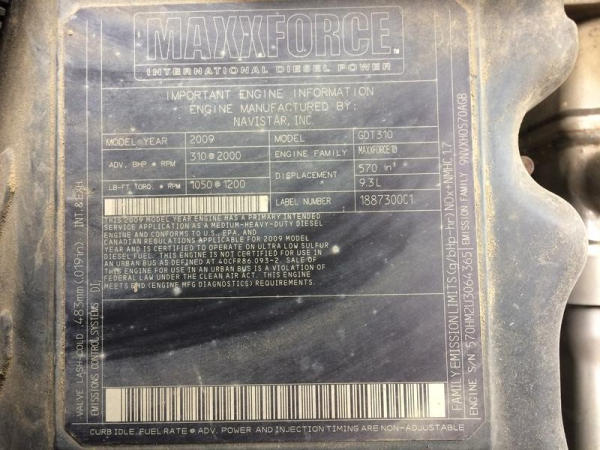 MAXXFORCE
INTERNATIONAL DIESEL POWER
IMPORTANT ENGINE INFORMATION
ENGINE MANUFACTURED BY:
NAVISTAR, INC.
MODEL YEAR 2009 MODEL GDT310
ADV. BHP @ RPM 310 @ 2000 ENGINE FAMILY MAXXFORCE 10
LB-FT TORQ. @ RPM 1050 @ 1200 DISPLACEMENT 570 in³ 9.3L
LABEL NUMBER 1887300C1
THIS 2009 MODEL YEAR ENGINE HAS A PRIMARY INTENDED
SERVICE APPLICATION AS A MEDIUM-HEAVY-DUTY DIESEL
ENGINE AND CONFORMS TO U.S., EPA, AND
CANADIAN REGULATIONS APPLICABLE FOR 2009 MODEL
YEAR AND IS CERTIFIED TO OPERATE ON ULTRA LOW SULFUR
DIESEL FUEL. THIS ENGINE IS NOT CERTIFIED FOR USE IN
AN URBAN BUS AS DEFINED AT 40CFR86.093-2. SALE OF
THIS ENGINE FOR USE IN AN URBAN BUS IS A VIOLATION OF
FEDERAL LAW UNDER THE CLEAN AIR ACT. THIS ENGINE
MEETS EMD (ENGINE MFG DIAGNOSTICS) REQUIREMENTS.
CURB IDLE, FUEL RATE @ ADV. POWER AND INJECTION TIMING ARE NON-ADJUSTABLE
VALVE LASH COLD .483mm (.019in). INT.& EXH.
EMISSIONS CONTROL SYSTEMS DI,
FAMILY EMISSION LIMITS (g/bhp-hr) NOx+NMHC 1.7
ENGINE S/N 570HM2U3064365 EMISSION FAMILY 9NVXH0570AGB